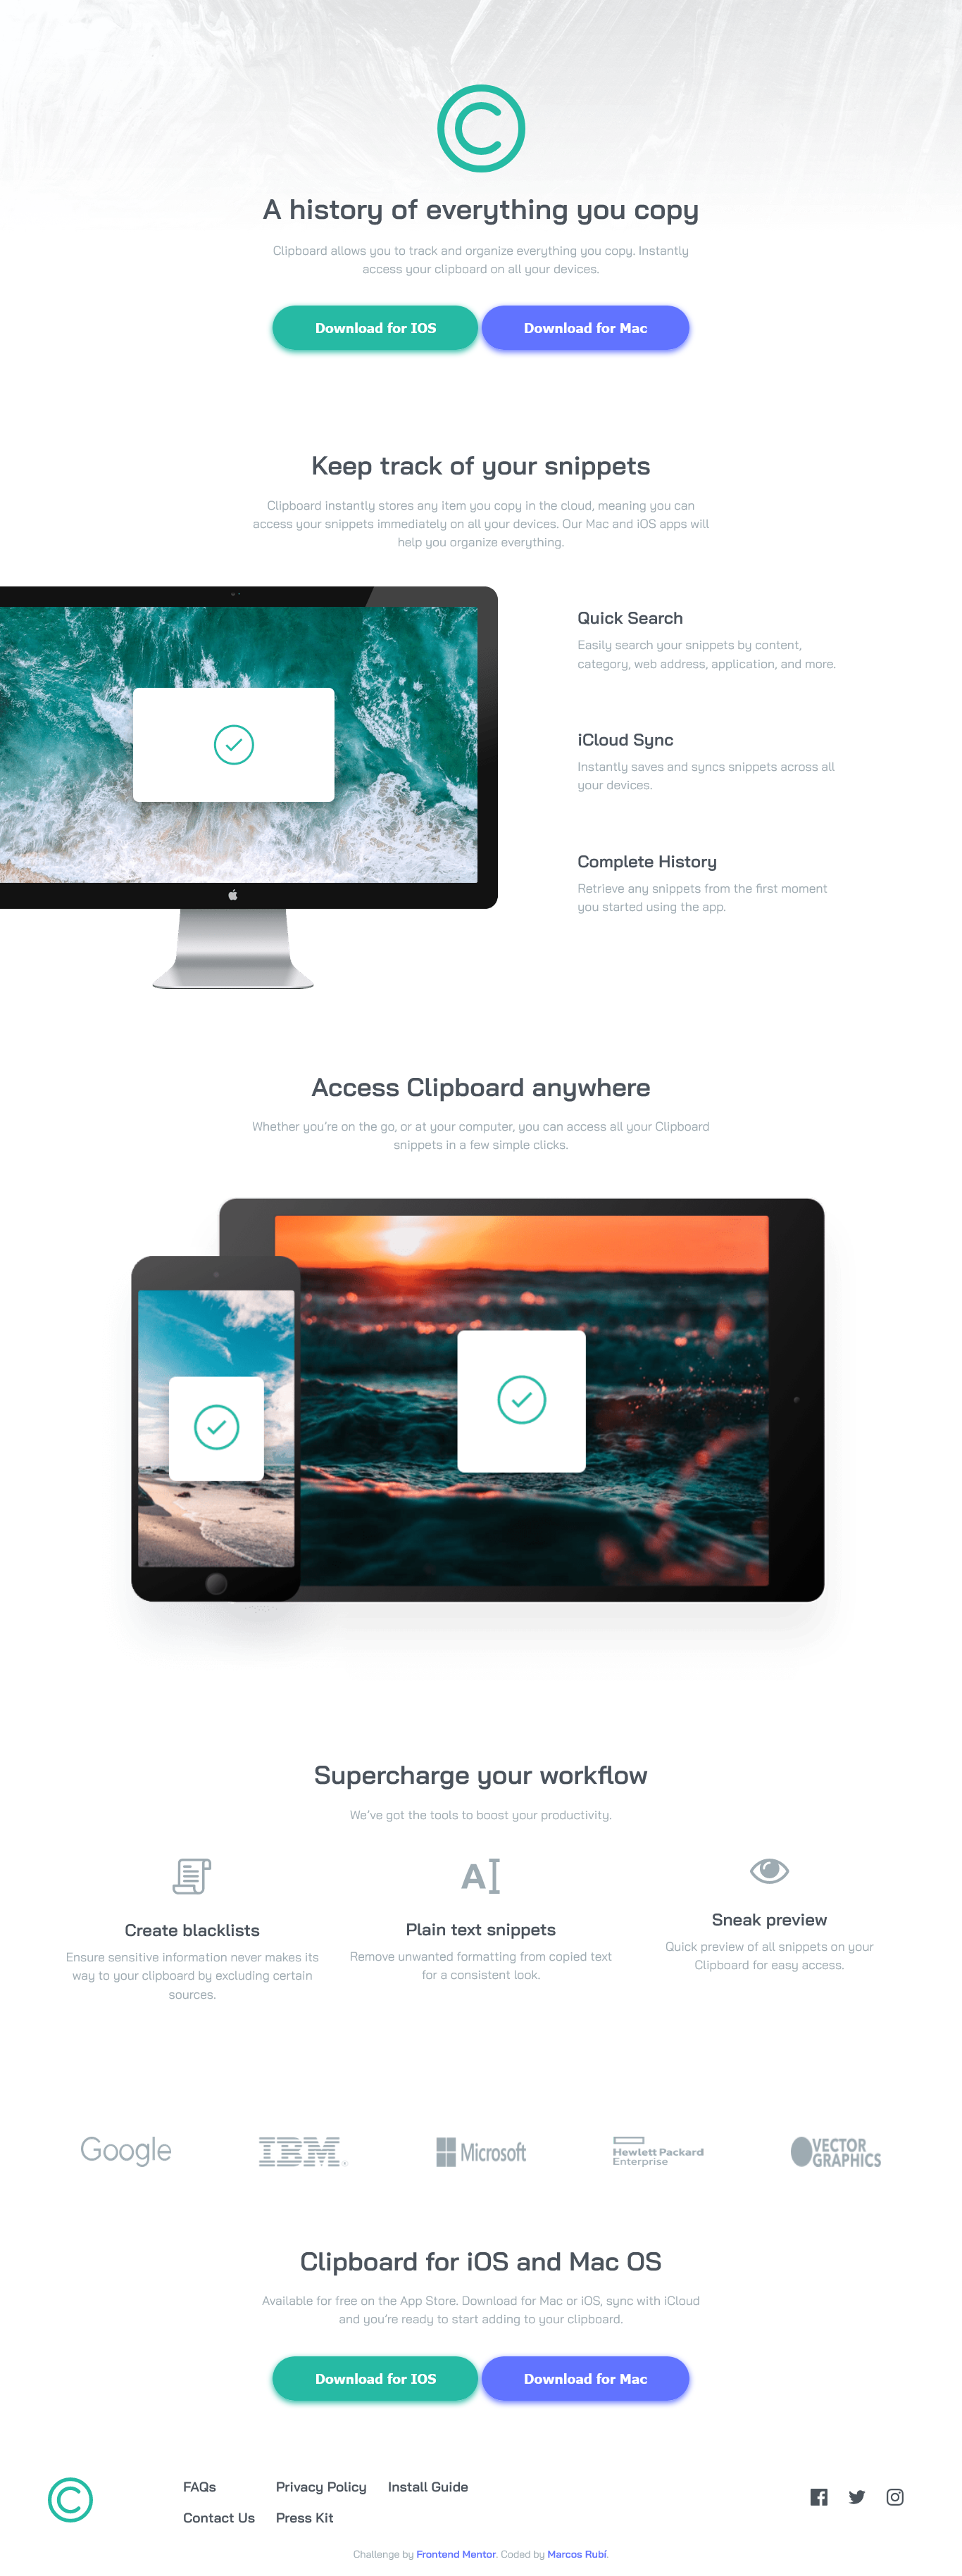 A history of everything you copy
Clipboard allows you to track and organize everything you copy. Instantly
access your clipboard on all your devices.
Download for IOS
Download for Mac
Keep track of your snippets
Clipboard instantly stores any item you copy in the cloud, meaning you can
access your snippets immediately on all your devices. Our Mac and iOS apps will
help you organize everything.
Quick Search
Easily search your snippets by content,
category, web address, application, and more.
iCloud Sync
Instantly saves and syncs snippets across all
your devices.
Complete History
Retrieve any snippets from the first moment
you started using the app.
Access Clipboard anywhere
Whether you're on the go, or at your computer, you can access all your Clipboard
snippets in a few simple clicks.
Supercharge your workflow
We've got the tools to boost your productivity.
A
Create blacklists
Ensure sensitive information never makes its
way to your clipboard by excluding certain
sources.
Plain text snippets
Remove unwanted formatting from copied text
for a consistent look.
Sneak preview
Quick preview of all snippets on your
Clipboard for easy access.
Google
IBM
Microsoft
Hewlett Packard
Enterprise
VECTOR
GRAPHICS
Clipboard for iOS and Mac OS
Available for free on the App Store. Download for Mac or iOS, sync with iCloud
and you're ready to start adding to your clipboard.
Download for IOS
Download for Mac
FAQs
Contact Us
Privacy Policy
Press Kit
Install Guide
Challenge by Frontend Mentor. Coded by Marcos Rubí.